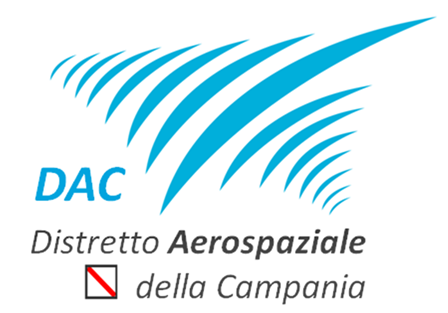 DAC
Distretto Aerospaziale
della Campania